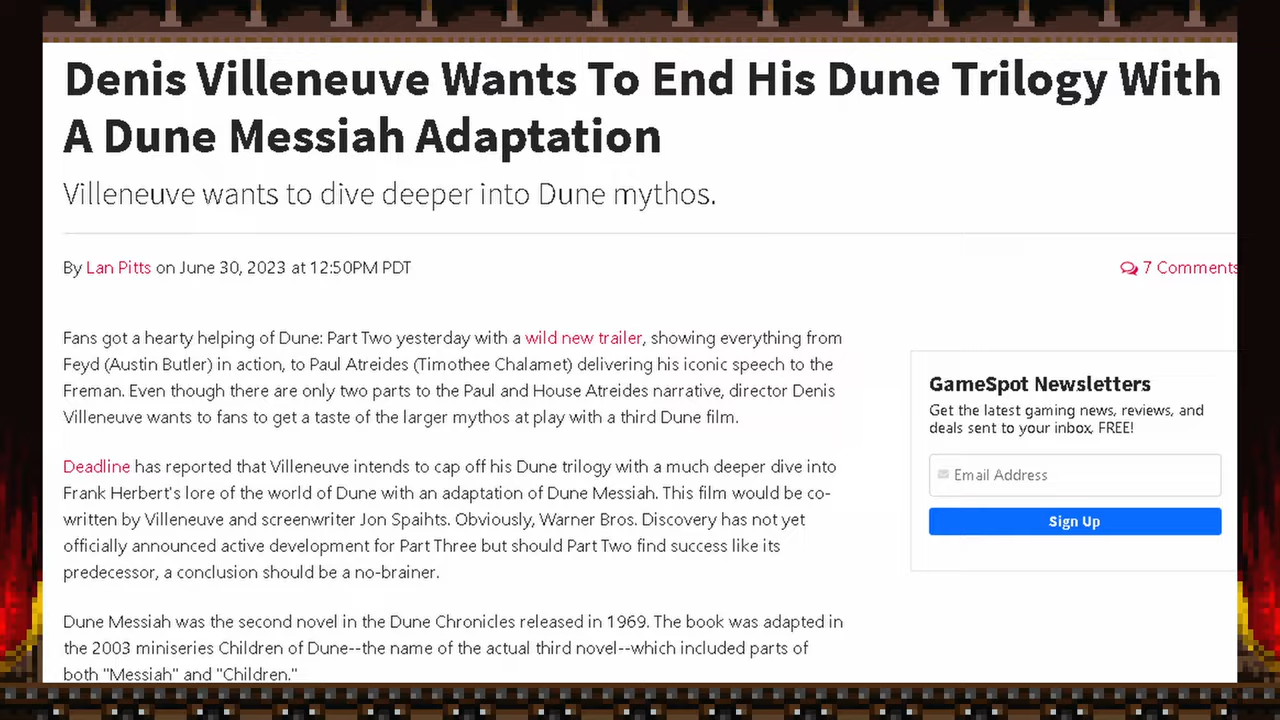 Denis Villeneuve Wants To End His Dune Trilogy With
A Dune Messiah Adaptation
Villeneuve wants to dive deeper into Dune mythos.
By Lan Pitts on June 30, 2023 at 12:50PM PDT
7 Comments
Fans got a hearty helping of Dune: Part Two yesterday with a wild new trailer, showing everything from
Feyd (Austin Butler) in action, to Paul Atreides (Timothee Chalamet) delivering his iconic speech to the
Freman. Even though there are only two parts to the Paul and House Atreides narrative, director Denis
Villeneuve wants to fans to get a taste of the larger mythos at play with a third Dune film.
Deadline has reported that Villeneuve intends to cap off his Dune trilogy with a much deeper dive into
Frank Herbert's lore of the world of Dune with an adaptation of Dune Messiah. This film would be co-
written by Villeneuve and screenwriter Jon Spaihts. Obviously, Warner Bros. Discovery has not yet
officially announced active development for Part Three but should Part Two find success like its
predecessor, a conclusion should be a no-brainer.
Dune Messiah was the second novel in the Dune Chronicles released in 1969. The book was adapted in
the 2003 miniseries Children of Dune--the name of the actual third novel--which included parts of
both "Messiah" and "Children."
GameSpot Newsletters
Get the latest gaming news, reviews, and
deals sent to your inbox, FREE!
Email Address
Sign Up